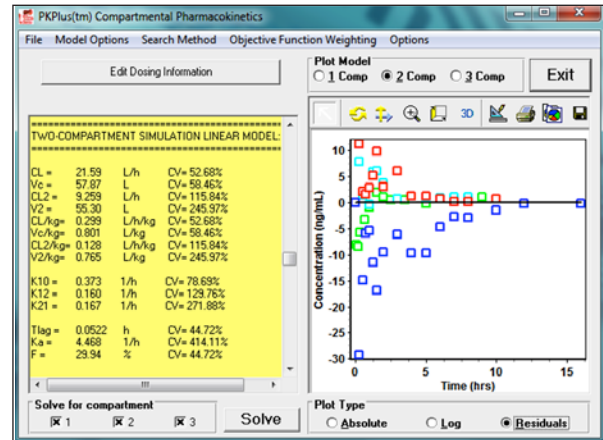 PKPlus(tm) Compartmental Pharmacokinetics
File Model Options Search Method Objective Function Weighting Options
Edit Dosing Information
Plot Model
1 Comp 2 Comp 3 Comp
Exit
TWO-COMPARTMENT SIMULATION LINEAR MODEL:
CL = 21.59 L/h CV= 52.68%
Vc = 57.87 L CV= 58.46%
CL2 = 9.259 L/h CV= 115.84%
V2 = 55.30 L CV= 245.97%
CL/kg= 0.299 L/h/kg CV= 52.68%
Vc/kg= 0.801 L/kg CV= 58.46%
CL2/kg= 0.128 L/h/kg CV= 115.84%
V2/kg= 0.765 L/kg CV= 245.97%
K10 = 0.373 1/h CV= 78.69%
K12 = 0.160 1/h CV= 129.76%
K21 = 0.167 1/h CV= 271.88%
Tlag = 0.0522 h CV= 44.72%
Ka = 4.468 1/h CV= 414.11%
F = 29.94 % CV= 44.72%
3D
Concentration (ng/mL)
10
5
0
-5
-10
-15
-20
-25
-30
0 5 10 15
Time (hrs)
Solve for compartment
1 2 3
Solve
Plot Type
Absolute Log Residuals